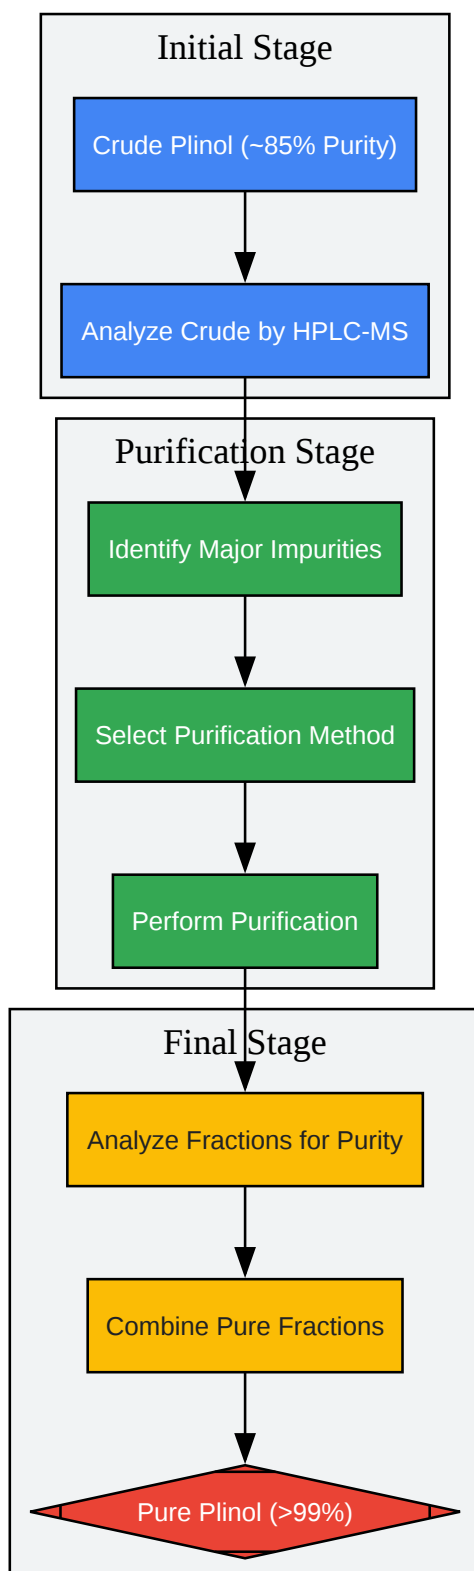 Initial Stage
Crude Plinol (~85% Purity)
Analyze Crude by HPLC-MS
Purification Stage
Identify Major Impurities
Select Purification Method
Perform Purification
Final Stage
Analyze Fractions for Purity
Combine Pure Fractions
Pure Plinol (>99%)